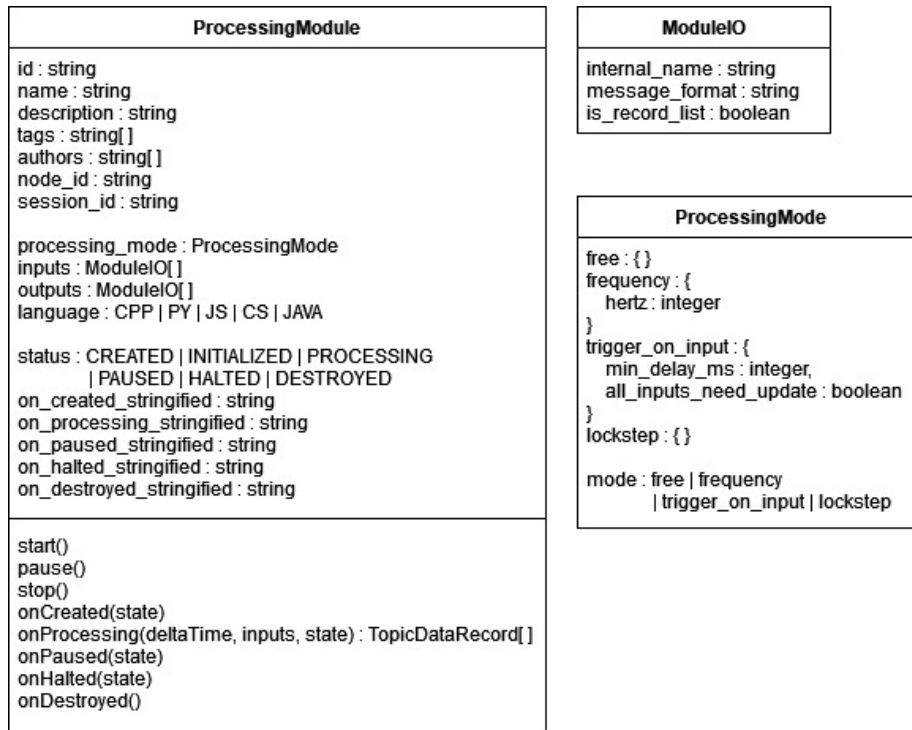 ProcessingModule
id : string
name : string
description : string
tags : string[ ]
authors : string[ ]
node_id : string
session_id : string
processing_mode : ProcessingMode
inputs : ModuleIO[ ]
outputs : ModuleIO[ ]
language : CPP | PY | JS | CS | JAVA
status : CREATED | INITIALIZED | PROCESSING
| PAUSED | HALTED | DESTROYED
on_created_stringified : string
on_processing_stringified : string
on_paused_stringified : string
on_halted_stringified : string
on_destroyed_stringified : string
start()
pause()
stop()
onCreated(state)
onProcessing(deltaTime, inputs, state) : TopicDataRecord[ ]
onPaused(state)
onHalted(state)
onDestroyed()
ModuleIO
internal_name : string
message_format : string
is_record_list : boolean
ProcessingMode
free : { }
frequency : {
hertz : integer
}
trigger_on_input : {
min_delay_ms : integer,
all_inputs_need_update : boolean
}
lockstep : { }
mode : free | frequency
| trigger_on_input | lockstep